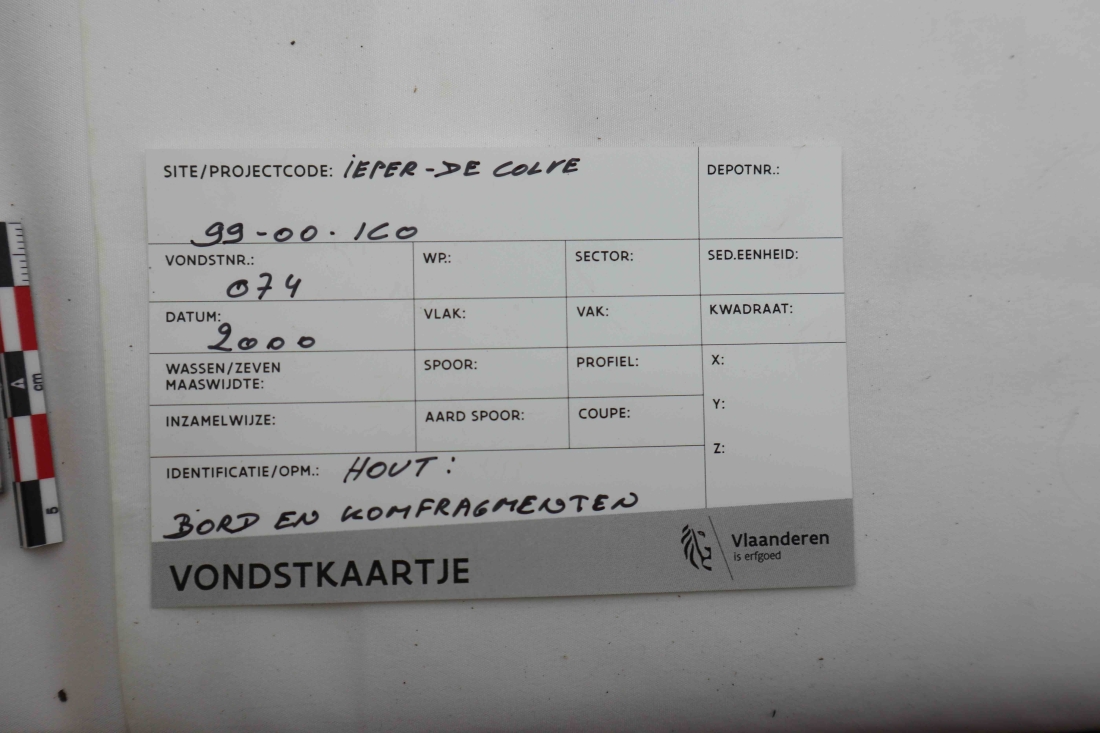 SITE/PROJECTCODE: IEPER - DE COLVE
99-00. ICO
DEPOTNR.:
VONDSTNR.:
074
WP.:
SECTOR:
SED.EENHEID:
DATUM:
2000
VLAK:
VAK:
KWADRAAT:
WASSEN/ZEVEN
MAASWIJDTE:
SPOOR:
PROFIEL:
X:
Y:
Z:
INZAMELWIJZE:
AARD SPOOR:
COUPE:
IDENTIFICATIE/OPM.: HOUT:
BORD EN KOMFRAGMENTEN
VONDSTKAARTJE
Vlaanderen
is erfgoed
A
cm
5